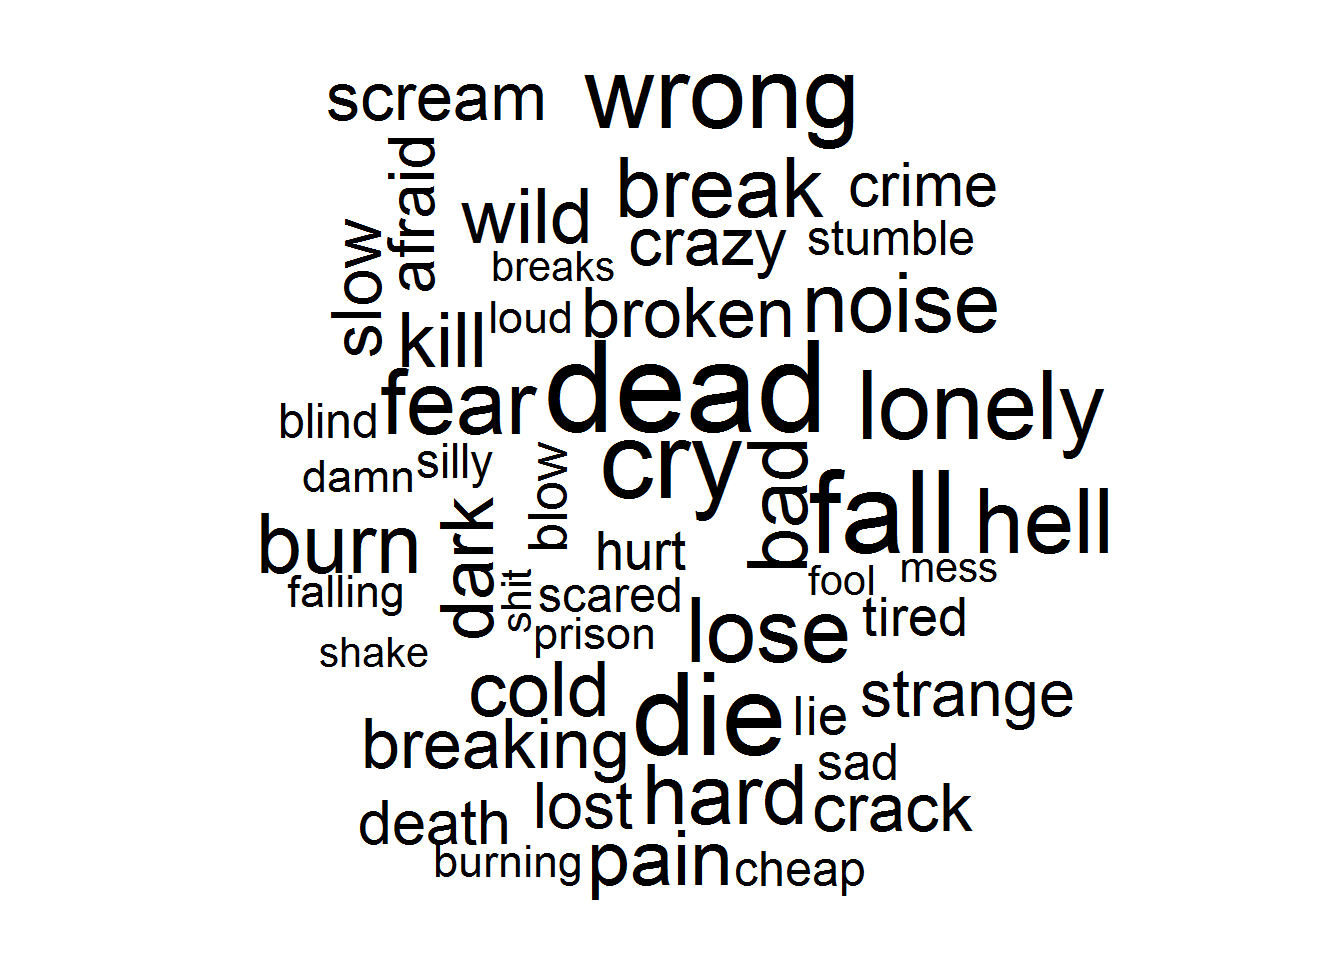 scream
wrong
afraid
break
crime
wild
slow
crazy
stumble
breaks
loud
broken
noise
kill
dead
fear
lonely
blind
cry
bad
silly
damn
blow
fall
hell
dark
burn
hurt
mess
fool
shit
scared
falling
lose
tired
prison
shake
cold
die
lie
strange
breaking
sad
hard
lost
crack
death
pain
burning
cheap